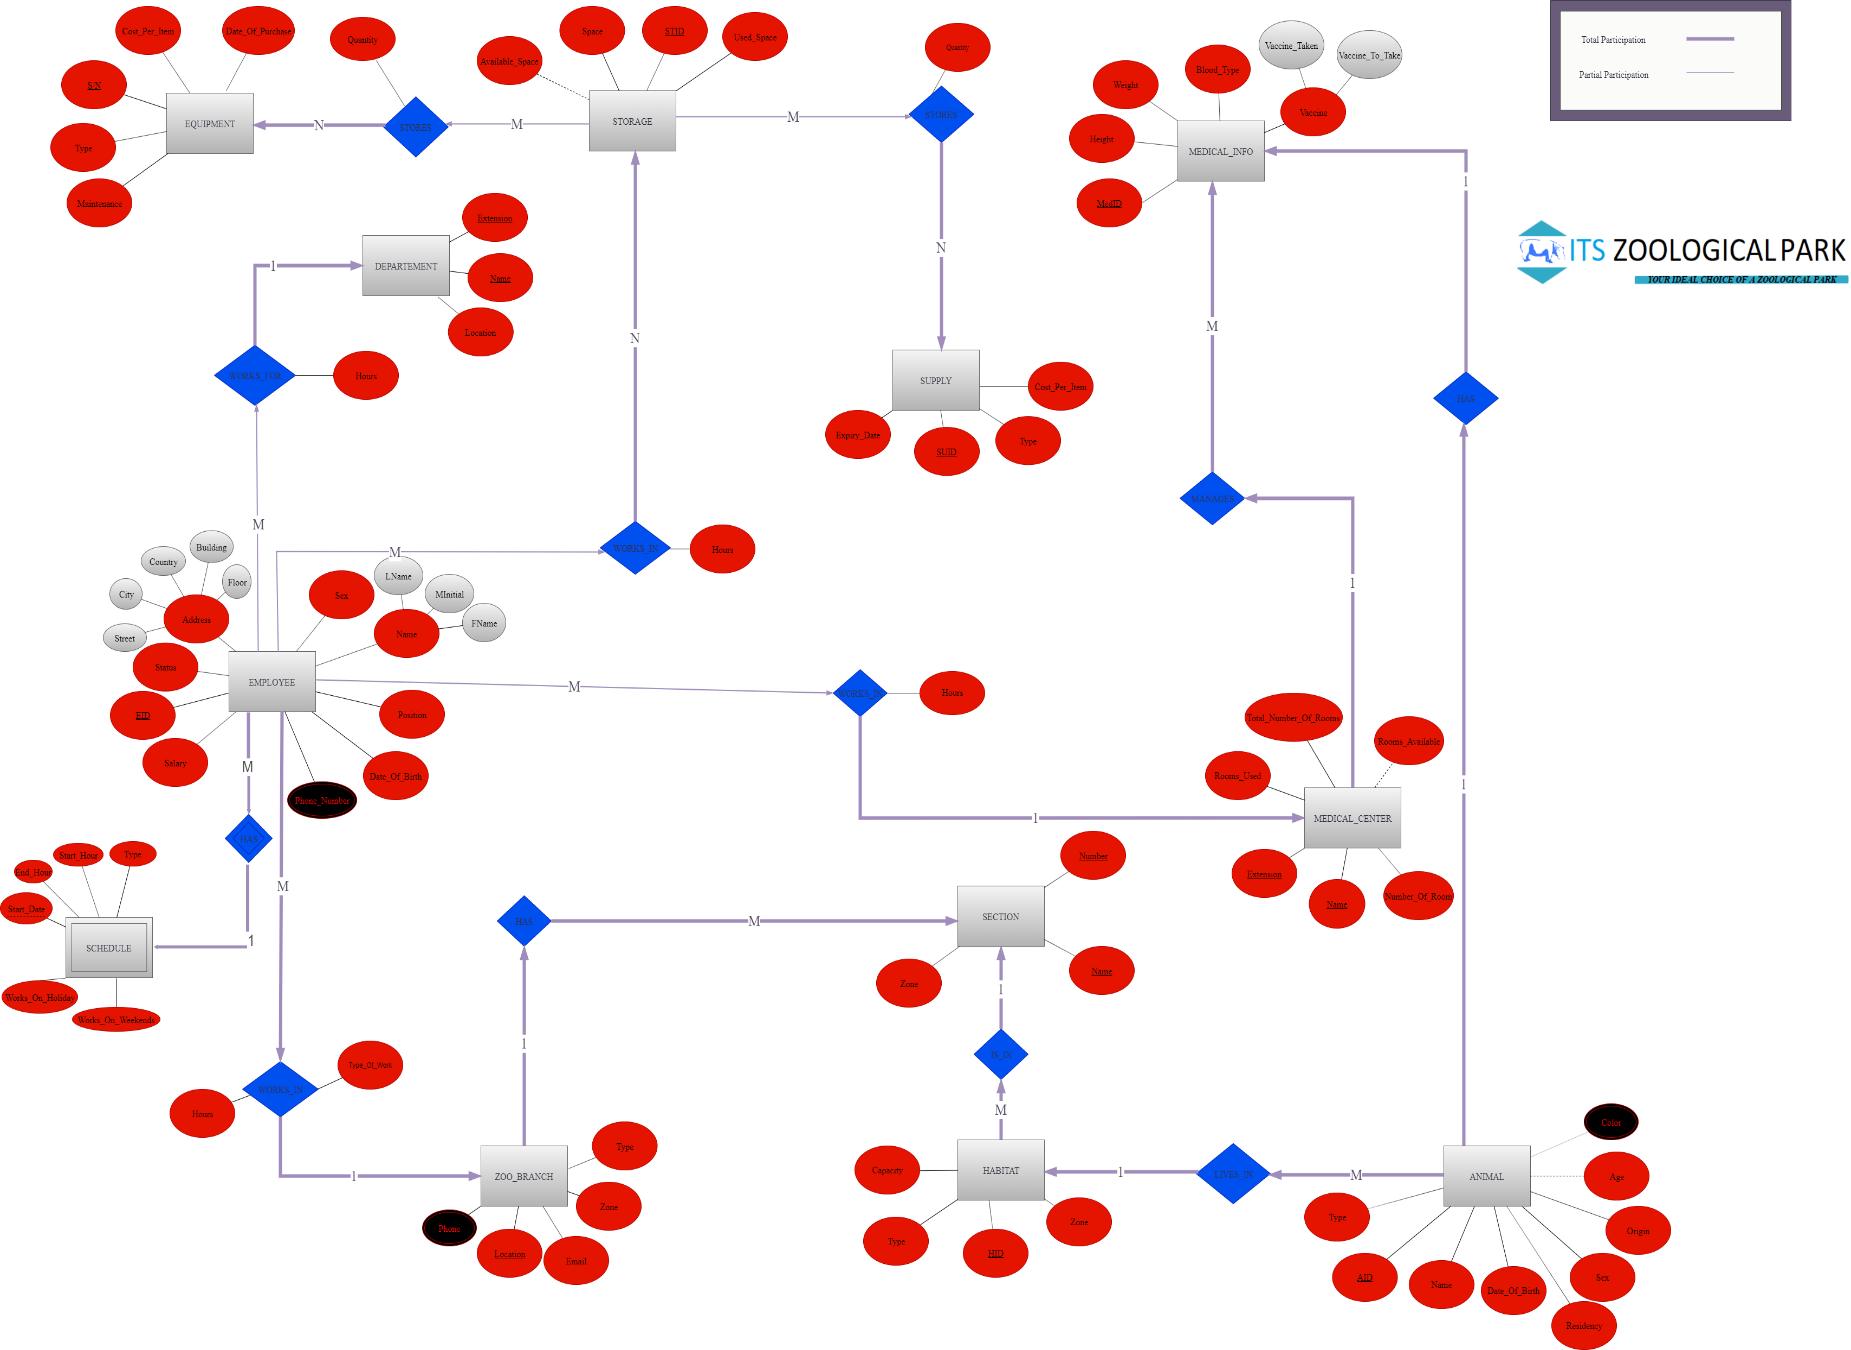 Cost_Per_Item
Date_Of_Purchase
Quantity
S/N
Type
Maintenance
EQUIPMENT
N
STORES
M
Space
STID
Used_Space
Available_Space
STORAGE
M
Quantity
STORES
N
SUPPLY
Cost_Per_Item
Expiry_Date
SUID
Type
Vaccine_Taken
Vaccine_To_Take
Blood_Type
Weight
Vaccine
Height
MEDICAL_INFO
MedID
1
Total Participation
Partial Participation
ITS ZOOLOGICAL PARK
YOUR IDEAL CHOICE OF A ZOOLOGICAL PARK
Extension
DEPARTEMENT
Name
Location
1
WORKS_FOR
Hours
M
N
WORKS_IN
Hours
M
M
MANAGES
1
HAS
1
Building
Country
City
Floor
Address
Street
Sex
LName
MInitial
FName
Name
Status
EMPLOYEE
EID
Salary
Phone_Number
Date_Of_Birth
Position
M
WORKS_IN
Hours
1
Total_Number_Of_Rooms
Rooms_Available
Rooms_Used
MEDICAL_CENTER
Extension
Name
Number_Of_Room
M
HAS
1
Type
Start_Hour
End_Hour
Start_Date
SCHEDULE
Works_On_Holiday
Works_On_Weekends
M
WORKS_IN
Type_Of_Work
Hours
1
HAS
M
1
Number
SECTION
Zone
Name
1
IS_IN
M
ZOO_BRANCH
Type
Zone
Phone
Location
Email
Capacity
HABITAT
Type
HID
Zone
1
LIVES_IN
M
ANIMAL
Color
Age
Origin
Type
AID
Name
Date_Of_Birth
Sex
Residency